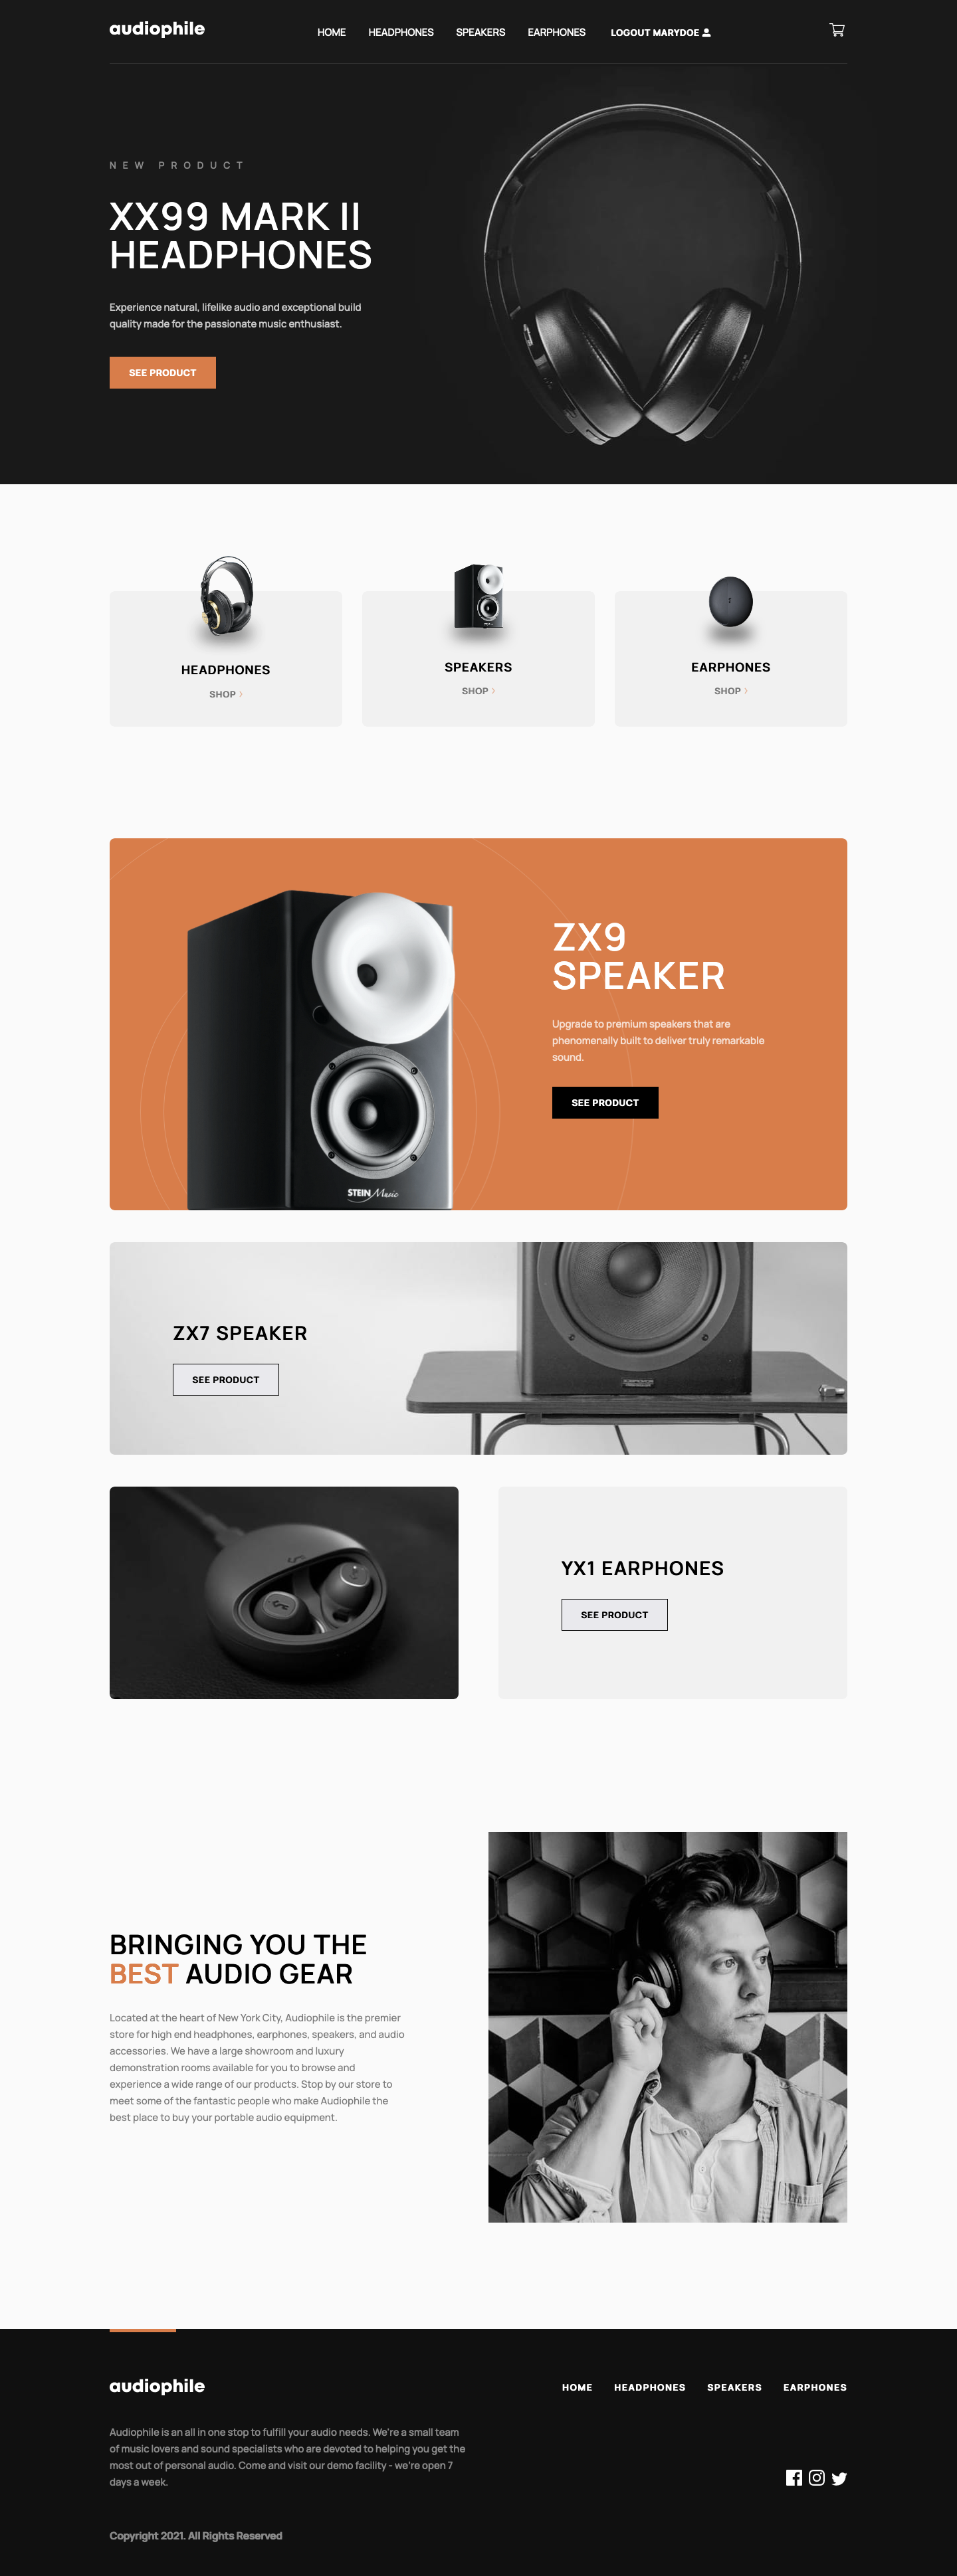 audiophile
HOME HEADPHONES SPEAKERS EARPHONES LOGOUT MARYDOE
NEW PRODUCT
XX99 MARK II
HEADPHONES
Experience natural, lifelike audio and exceptional build
quality made for the passionate music enthusiast.
SEE PRODUCT
HEADPHONES
SHOP
SPEAKERS
SHOP
EARPHONES
SHOP
ZX9
SPEAKER
Upgrade to premium speakers that are
phenomenally built to deliver truly remarkable
sound.
SEE PRODUCT
STEIN Music
ZX7 SPEAKER
SEE PRODUCT
YX1 EARPHONES
SEE PRODUCT
BRINGING YOU THE
BEST AUDIO GEAR
Located at the heart of New York City, Audiophile is the premier
store for high end headphones, earphones, speakers, and audio
accessories. We have a large showroom and luxury
demonstration rooms available for you to browse and
experience a wide range of our products. Stop by our store to
meet some of the fantastic people who make Audiophile the
best place to buy your portable audio equipment.
audiophile
HOME HEADPHONES SPEAKERS EARPHONES
Audiophile is an all in one stop to fulfill your audio needs. We're a small team
of music lovers and sound specialists who are devoted to helping you get the
most out of personal audio. Come and visit our demo facility - we're open 7
days a week.
Copyright 2021. All Rights Reserved